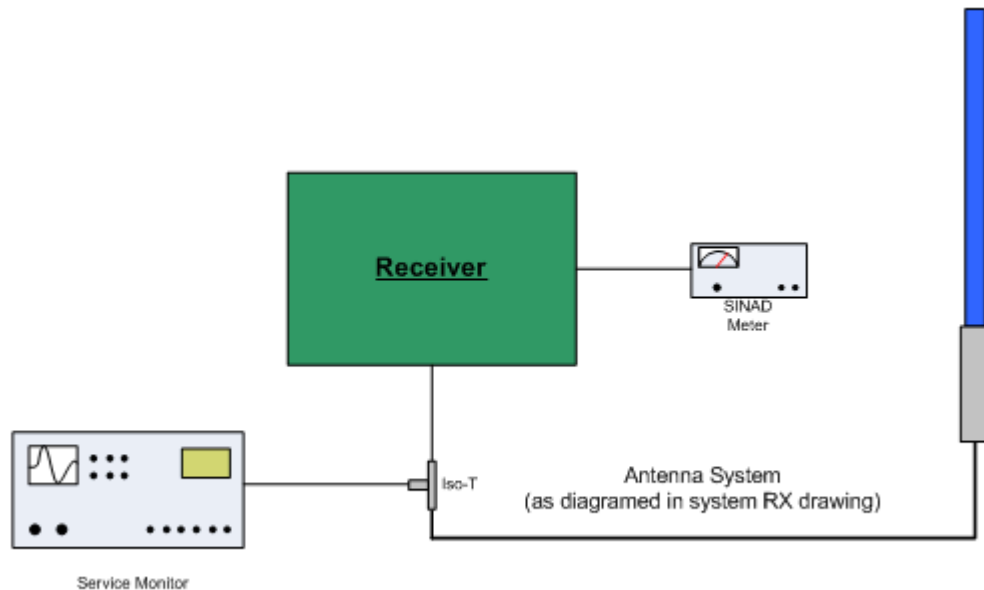 Receiver
SINAD
Meter
Iso-T
Antenna System
(as diagramed in system RX drawing)
Service Monitor